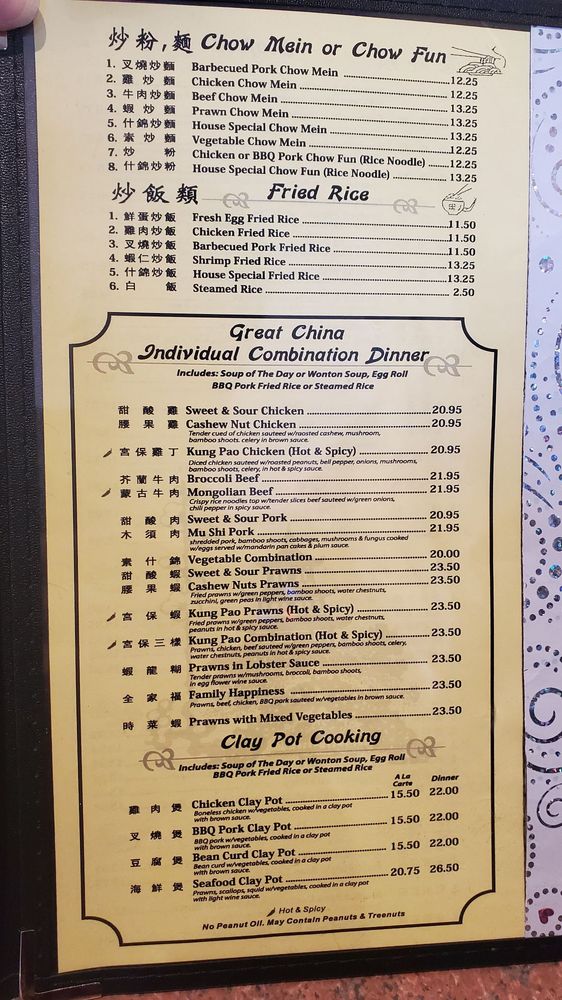 炒粉,麵 Chow Mein or Chow Fun
1. 叉燒炒麵 Barbecued Pork Chow Mein 12.25
2. 雞炒麵 Chicken Chow Mein 12.25
3. 牛肉炒麵 Beef Chow Mein 13.25
4. 蝦炒麵 Prawn Chow Mein 13.25
5. 什錦炒麵 House Special Chow Mein 13.25
6. 素炒麵 Vegetable Chow Mein 12.25
7. 炒粉 Chicken or BBQ Pork Chow Fun (Rice Noodle) 12.25
8. 什錦炒粉 House Special Chow Fun (Rice Noodle) 13.25
炒飯類 Fried Rice
1. 鮮蛋炒飯 Fresh Egg Fried Rice 11.50
2. 雞肉炒飯 Chicken Fried Rice 11.50
3. 叉燒炒飯 Barbecued Pork Fried Rice 11.50
4. 蝦仁炒飯 Shrimp Fried Rice 13.25
5. 什錦炒飯 House Special Fried Rice 13.25
6. 白飯 Steamed Rice 2.50
Great China
Individual Combination Dinner
Includes: Soup of The Day or Wonton Soup, Egg Roll
BBQ Pork Fried Rice or Steamed Rice
甜酸雞 Sweet & Sour Chicken 20.95
腰果雞 Cashew Nut Chicken 20.95
Tender cued of chicken sauteed w/roasted cashew, mushroom,
bamboo shoots. celery in brown sauce.
宮保雞丁 Kung Pao Chicken (Hot & Spicy) 20.95
Diced chicken sauteed w/roasted peanuts, bell pepper, onions, mushrooms,
bamboo shoots, celery, in hot & spicy sauce.
芥蘭牛肉 Broccoli Beef 21.95
蒙古牛肉 Mongolian Beef 21.95
Crispy rice noodles top w/tender slices beef sauteed w/green onions,
chili pepper in spicy sauce.
甜酸肉 Sweet & Sour Pork 20.95
木須肉 Mu Shi Pork 21.95
shredded pork, bamboo shoots, cabbages, mushrooms & fungus cooked
w/eggs served w/mandarin pan cakes & plum sauce.
素什錦 Vegetable Combination 20.00
甜酸蝦 Sweet & Sour Prawns 23.50
腰果蝦 Cashew Nuts Prawns 23.50
Fried prawns w/green peppers, bamboo shoots, water chestnuts,
zucchini, green peas in light wine sauce.
宮保蝦 Kung Pao Prawns (Hot & Spicy) 23.50
Fried prawns w/green peppers, bamboo shoots, water chestnuts,
peanuts in hot & spicy sauce.
宮保三樣 Kung Pao Combination (Hot & Spicy) 23.50
Prawns, chicken, beef sauteed w/green peppers, bamboo shoots, celery,
water chestnuts, peanuts in hot & spicy sauce.
蝦龍糊 Prawns in Lobster Sauce 23.50
Tender prawns w/mushrooms, broccoli, bamboo shoots,
in egg flower wine sauce.
全家福 Family Happiness 23.50
Prawns, beef, chicken, BBQ pork sauteed w/vegetables in brown sauce.
時菜蝦 Prawns with Mixed Vegetables 23.50
Clay Pot Cooking
Includes: Soup of The Day or Wonton Soup, Egg Roll
BBQ Pork Fried Rice or Steamed Rice
A La Carte Dinner
雞肉煲 Chicken Clay Pot 15.50 22.00
Boneless chicken w/vegetables, cooked in a clay pot
with brown sauce.
叉燒煲 BBQ Pork Clay Pot 15.50 22.00
BBQ pork w/vegetables, cooked in a clay pot
with brown sauce.
豆腐煲 Bean Curd Clay Pot 15.50 22.00
Bean curd w/vegetables, cooked in a clay pot
with brown sauce.
海鮮煲 Seafood Clay Pot 20.75 26.50
Prawns, scallops, squid w/vegetables, cooked in a clay pot
with light wine sauce.
Hot & Spicy
No Peanut Oil. May Contain Peanuts & Treenuts